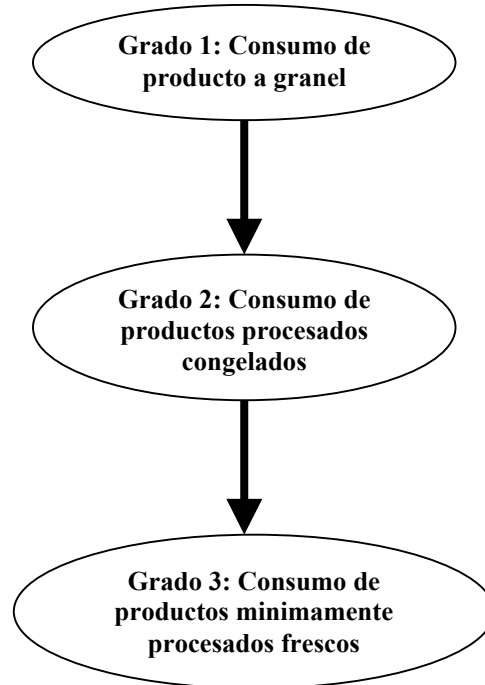 Grado 1: Consumo de
producto a granel
Grado 2: Consumo de
productos procesados
congelados
Grado 3: Consumo de
productos minimamente
procesados frescos